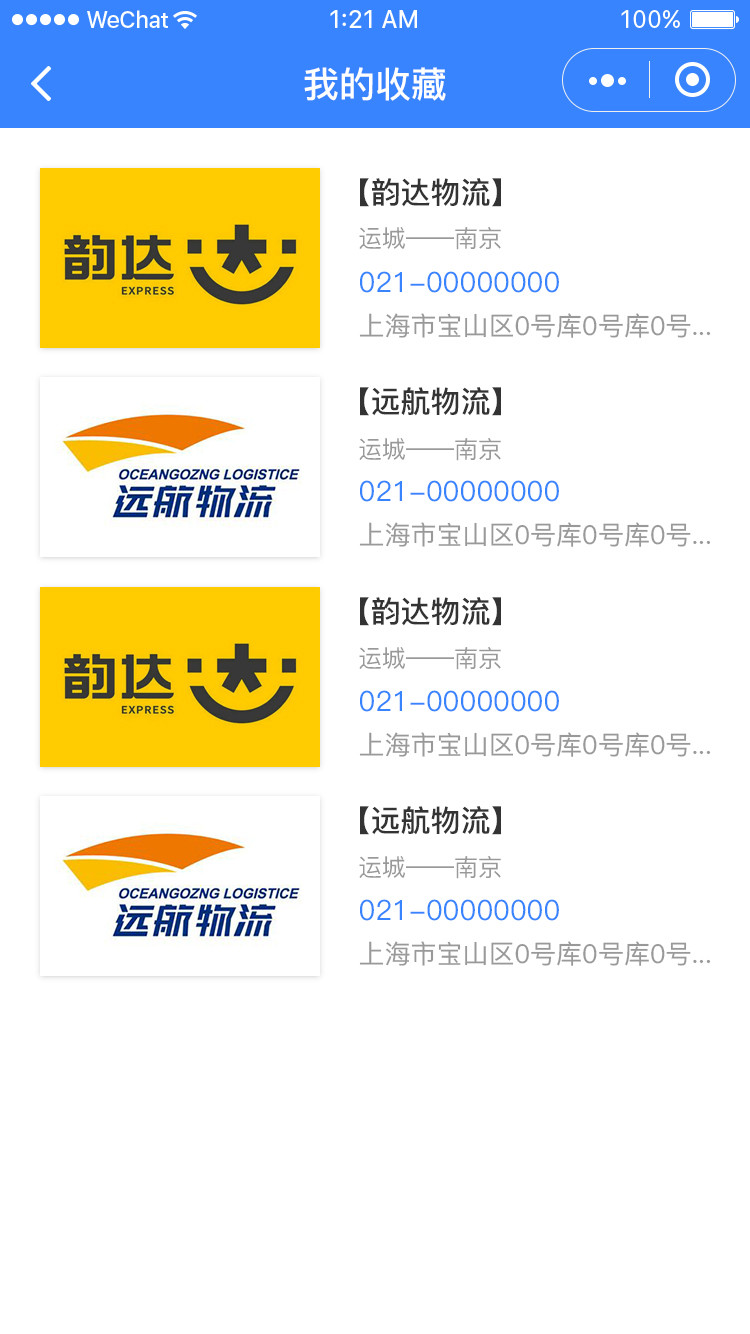 WeChat 1:21 AM 100%
我的收藏
韵达
EXPRESS
【韵达物流】
运城——南京
021-00000000
上海市宝山区0号库0号库0号...
OCEANGOZNG LOGISTICE
远航物流
【远航物流】
运城——南京
021-00000000
上海市宝山区0号库0号库0号...
韵达
EXPRESS
【韵达物流】
运城——南京
021-00000000
上海市宝山区0号库0号库0号...
OCEANGOZNG LOGISTICE
远航物流
【远航物流】
运城——南京
021-00000000
上海市宝山区0号库0号库0号...